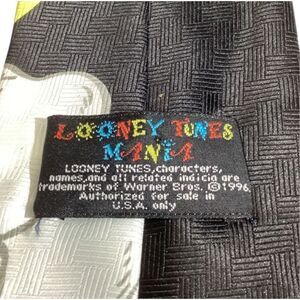 LOONEY TUNES
MANIA
LOONEY TUNES,characters,
names,and all related indicia are
trademarks of Warner Bros. ©1996
Authorized for sale in
U.S.A. only